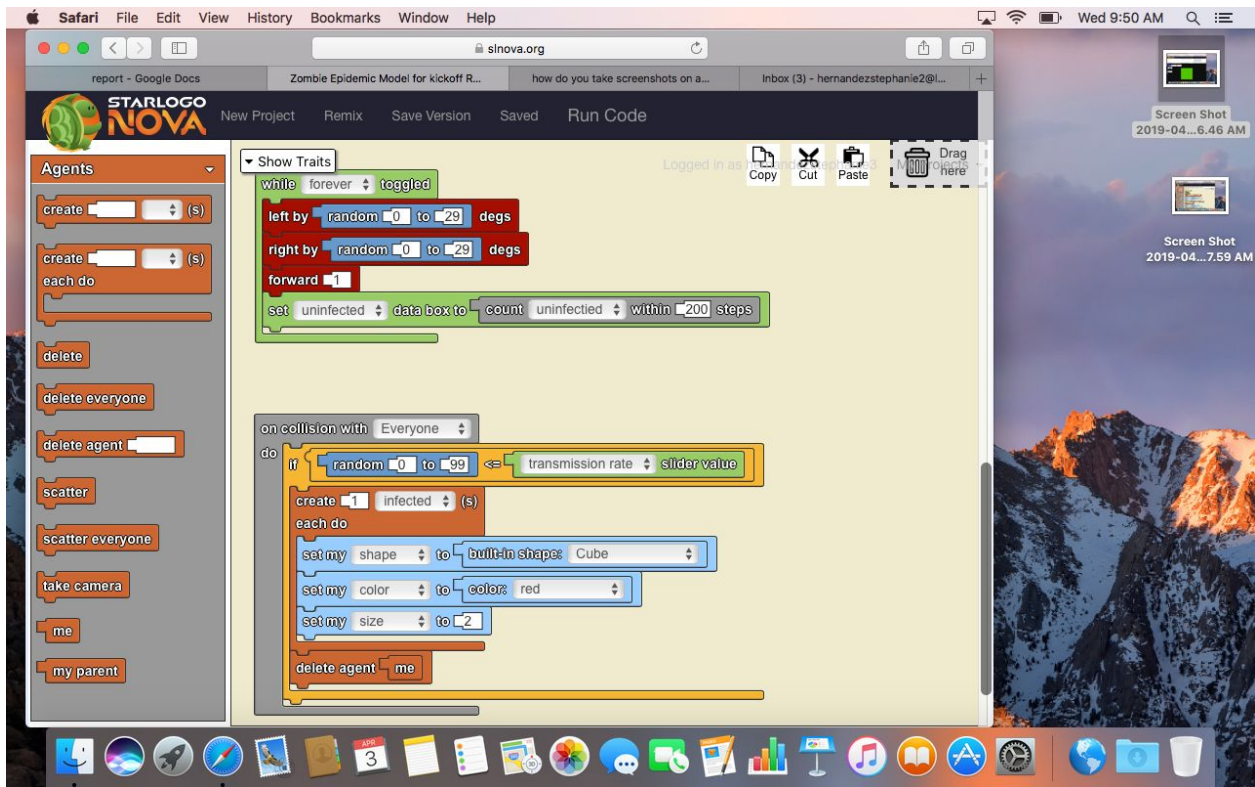 Safari File Edit View History Bookmarks Window Help Wed 9:50 AM
slnova.org
report - Google Docs Zombie Epidemic Model for kickoff R... how do you take screenshots on a... Inbox (3) - hernandezstephanie2@l...
STARLOGO
NOVA New Project Remix Save Version Saved Run Code
Show Traits
Logged in as
Copy Cut Paste Drag here
Agents
create (s)
create (s)
each do
delete
delete everyone
delete agent
scatter
scatter everyone
take camera
me
my parent
while forever toggled
left by random 0 to 29 degs
right by random 0 to 29 degs
forward 1
set uninfected data box to count uninfectied within 200 steps
on collision with Everyone
do if random 0 to 99 <= transmission rate slider value
create 1 infected (s)
each do
set my shape to built-in shape: Cube
set my color to color: red
set my size to 2
delete agent me
Screen Shot
2019-04...6.46 AM
Screen Shot
2019-04...7.59 AM
APR
3